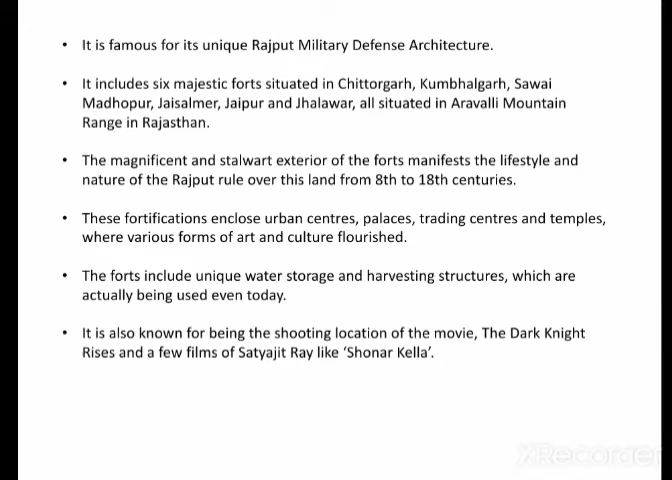 • It is famous for its unique Rajput Military Defense Architecture.
• It includes six majestic forts situated in Chittorgarh, Kumbhalgarh, Sawai
Madhopur, Jaisalmer, Jaipur and Jhalawar, all situated in Aravalli Mountain
Range in Rajasthan.
• The magnificent and stalwart exterior of the forts manifests the lifestyle and
nature of the Rajput rule over this land from 8th to 18th centuries.
• These fortifications enclose urban centres, palaces, trading centres and temples,
where various forms of art and culture flourished.
• The forts include unique water storage and harvesting structures, which are
actually being used even today.
• It is also known for being the shooting location of the movie, The Dark Knight
Rises and a few films of Satyajit Ray like ‘Shonar Kella’.
XRecorder